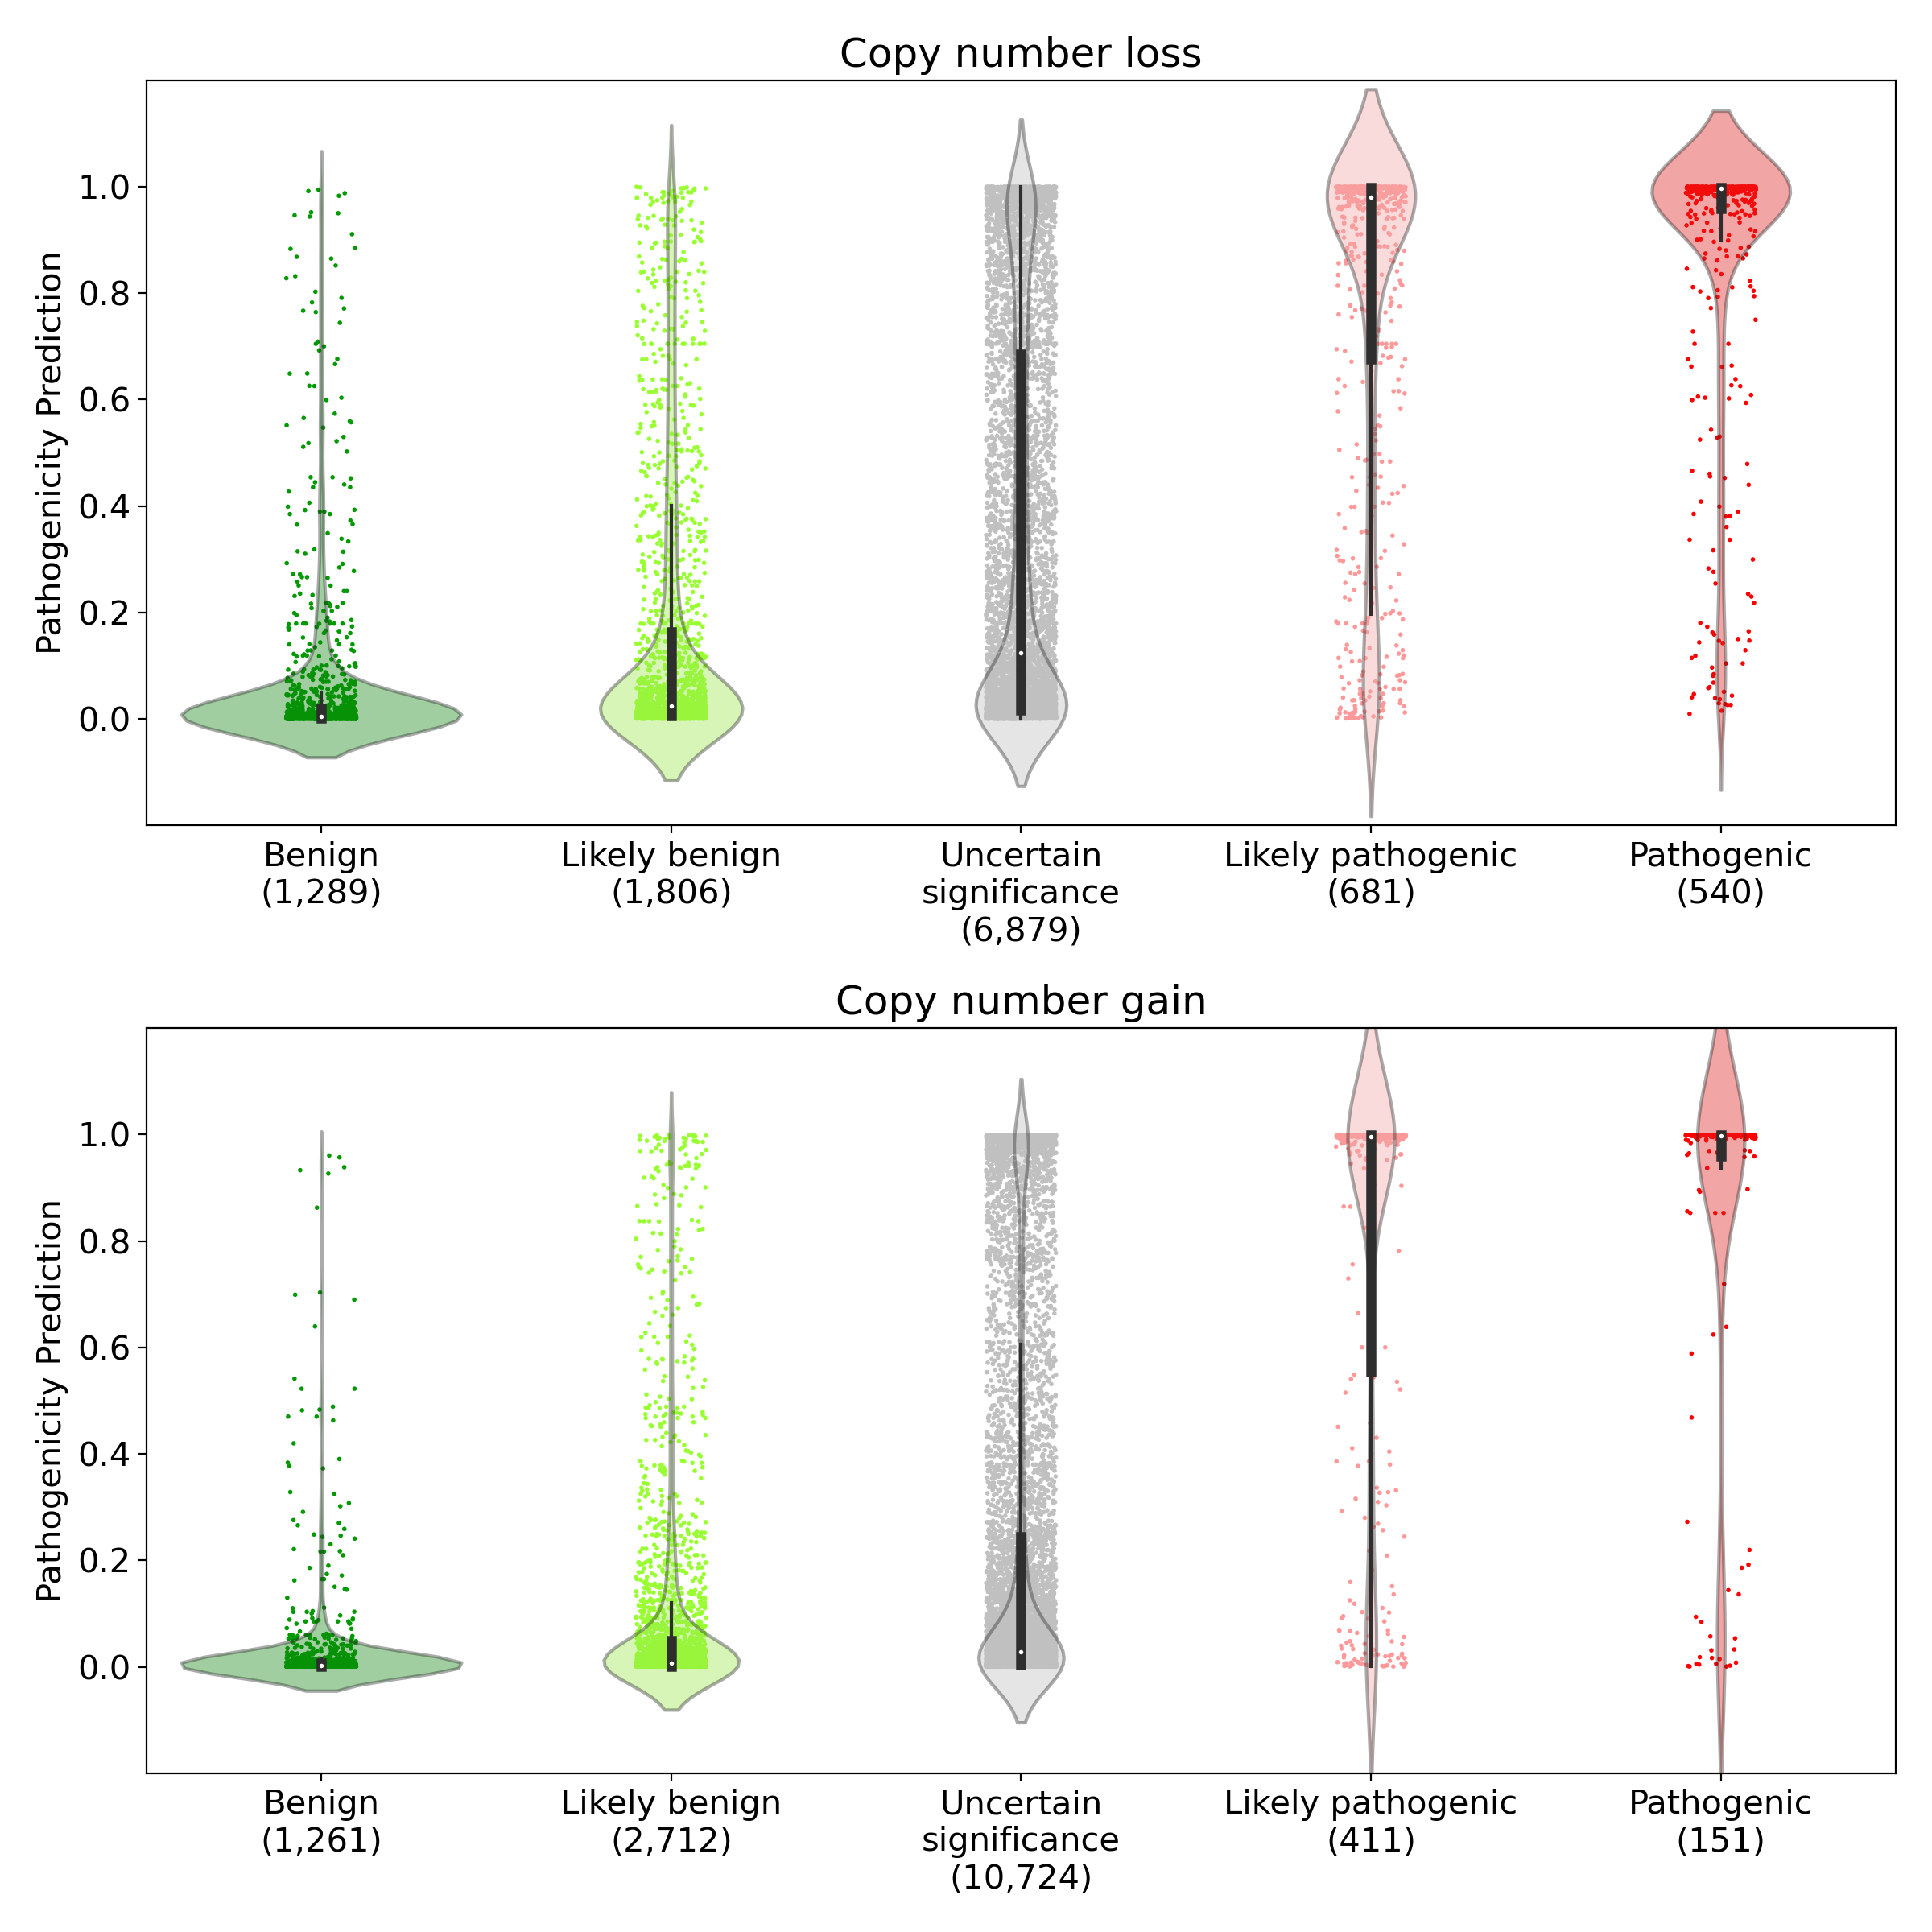 Copy number loss
Pathogenicity Prediction
1.0
0.8
0.6
0.4
0.2
0.0
Benign
(1,289)
Likely benign
(1,806)
Uncertain
significance
(6,879)
Likely pathogenic
(681)
Pathogenic
(540)
Copy number gain
Pathogenicity Prediction
1.0
0.8
0.6
0.4
0.2
0.0
Benign
(1,261)
Likely benign
(2,712)
Uncertain
significance
(10,724)
Likely pathogenic
(411)
Pathogenic
(151)